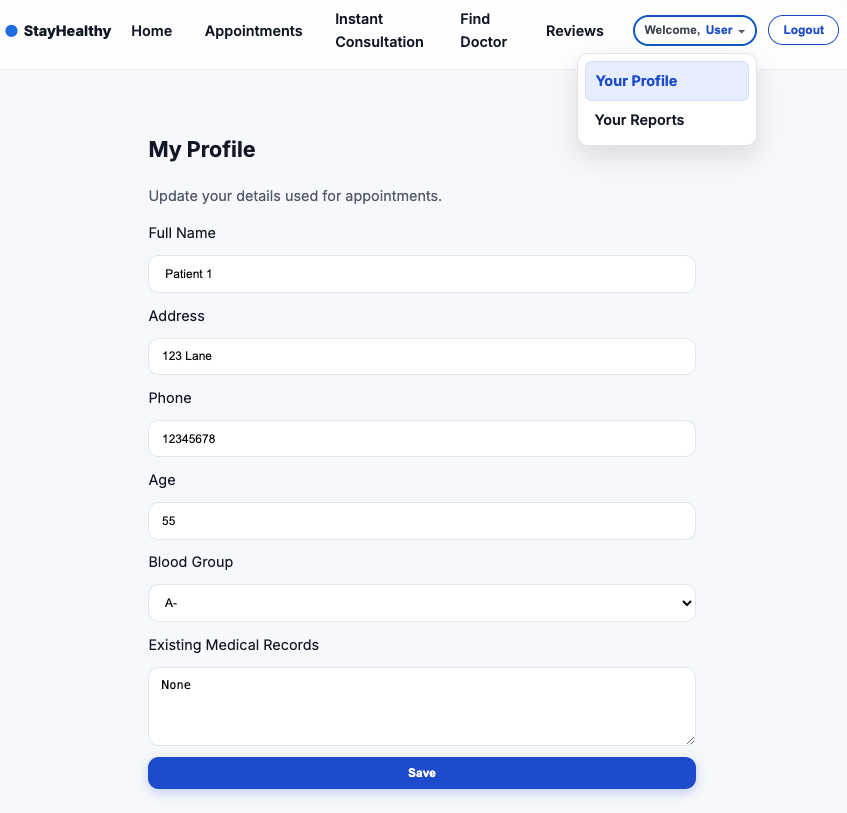 StayHealthy Home Appointments Instant Consultation Find Doctor Reviews Welcome, User Logout
Your Profile
Your Reports
My Profile
Update your details used for appointments.
Full Name
Patient 1
Address
123 Lane
Phone
12345678
Age
55
Blood Group
A-
Existing Medical Records
None
Save